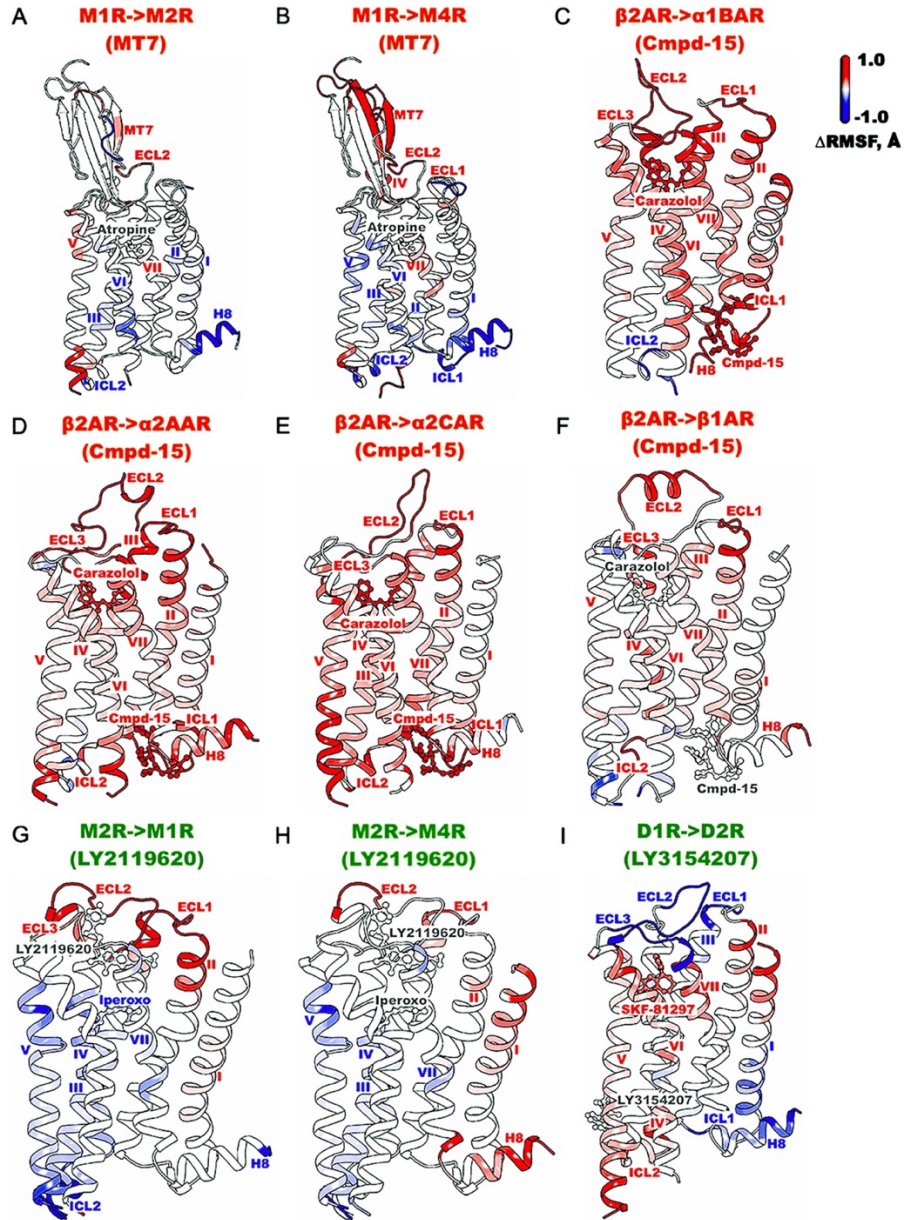 A
M1R->M2R
(MT7)
MT7
ECL2
Atropine
V
VII
II
I
VI
III
H8
ICL2
B
M1R->M4R
(MT7)
MT7
ECL2
IV
ECL1
Atropine
V
VII
VI
III
II
I
H8
ICL2
ICL1
C
β2AR->α1BAR
(Cmpd-15)
ECL2
ECL1
ECL3
III
II
Carazolol
I
IV
VII
VI
ICL1
ICL2
H8
Cmpd-15
1.0
-1.0
ΔRMSF, Å
D
β2AR->α2AAR
(Cmpd-15)
ECL2
ECL1
ECL3
III
Carazolol
II
IV
VII
V
I
VI
Cmpd-15
ICL1
H8
ICL2
E
β2AR->α2CAR
(Cmpd-15)
ECL2
ECL1
ECL3
Carazolol
II
IV
V
VII
I
III
VI
Cmpd-15
ICL1
H8
ICL2
F
β2AR->β1AR
(Cmpd-15)
ECL2
ECL1
ECL3
III
Carazolol
V
II
VII
IV
VI
I
H8
ICL2
Cmpd-15
G
M2R->M1R
(LY2119620)
ECL2
ECL1
ECL3
LY2119620
II
Iperoxo
V
IV
VII
III
I
H8
ICL2
H
M2R->M4R
(LY2119620)
ECL2
ECL1
LY2119620
II
Iperoxo
V
I
IV
VII
III
H8
I
D1R->D2R
(LY3154207)
ECL2
ECL1
ECL3
II
III
VII
SKF-81297
VI
V
I
LY3154207
IV
ICL1
H8
ICL2